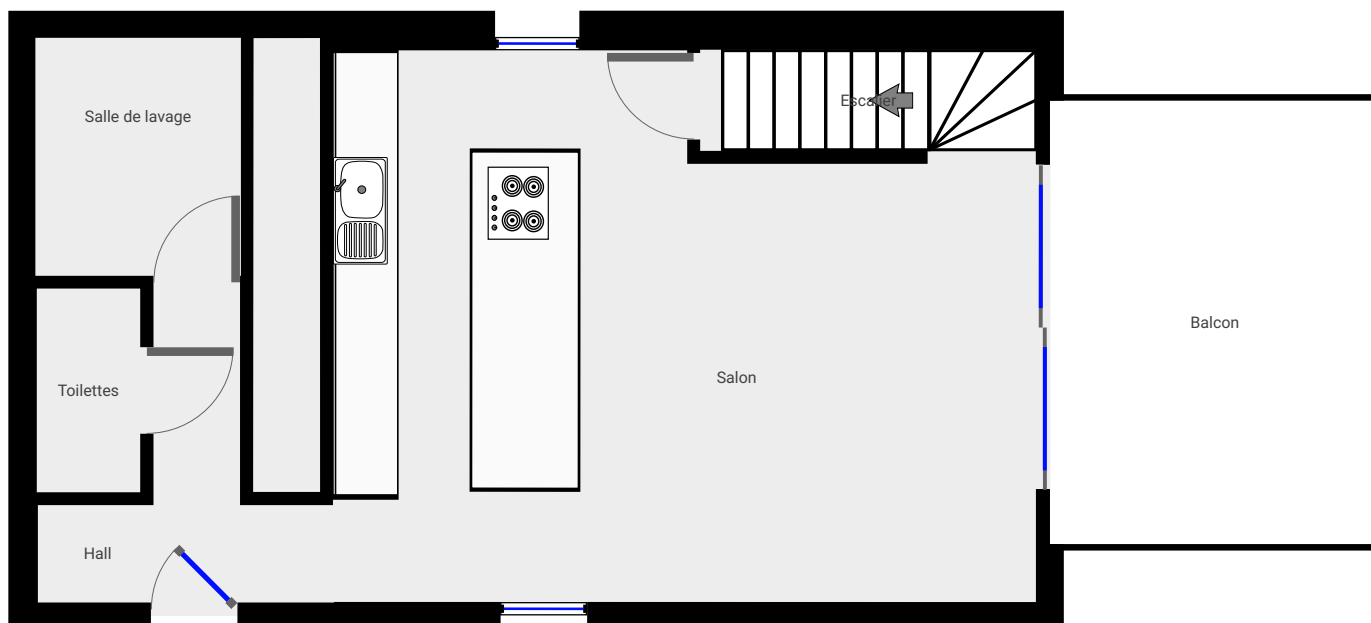 Escalier
Salle de lavage
Balcon
Salon
Toilettes
Hall